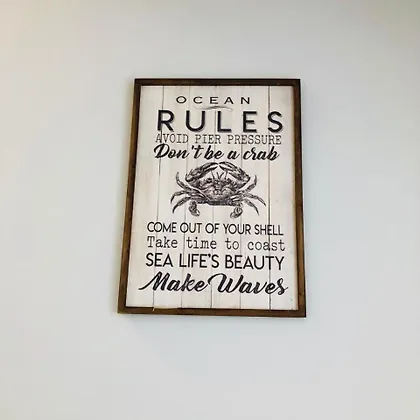 OCEAN
RULES
AVOID PIER PRESSURE
Don't be a crab
COME OUT OF YOUR SHELL
Take time to coast
SEA LIFE'S BEAUTY
Make Waves